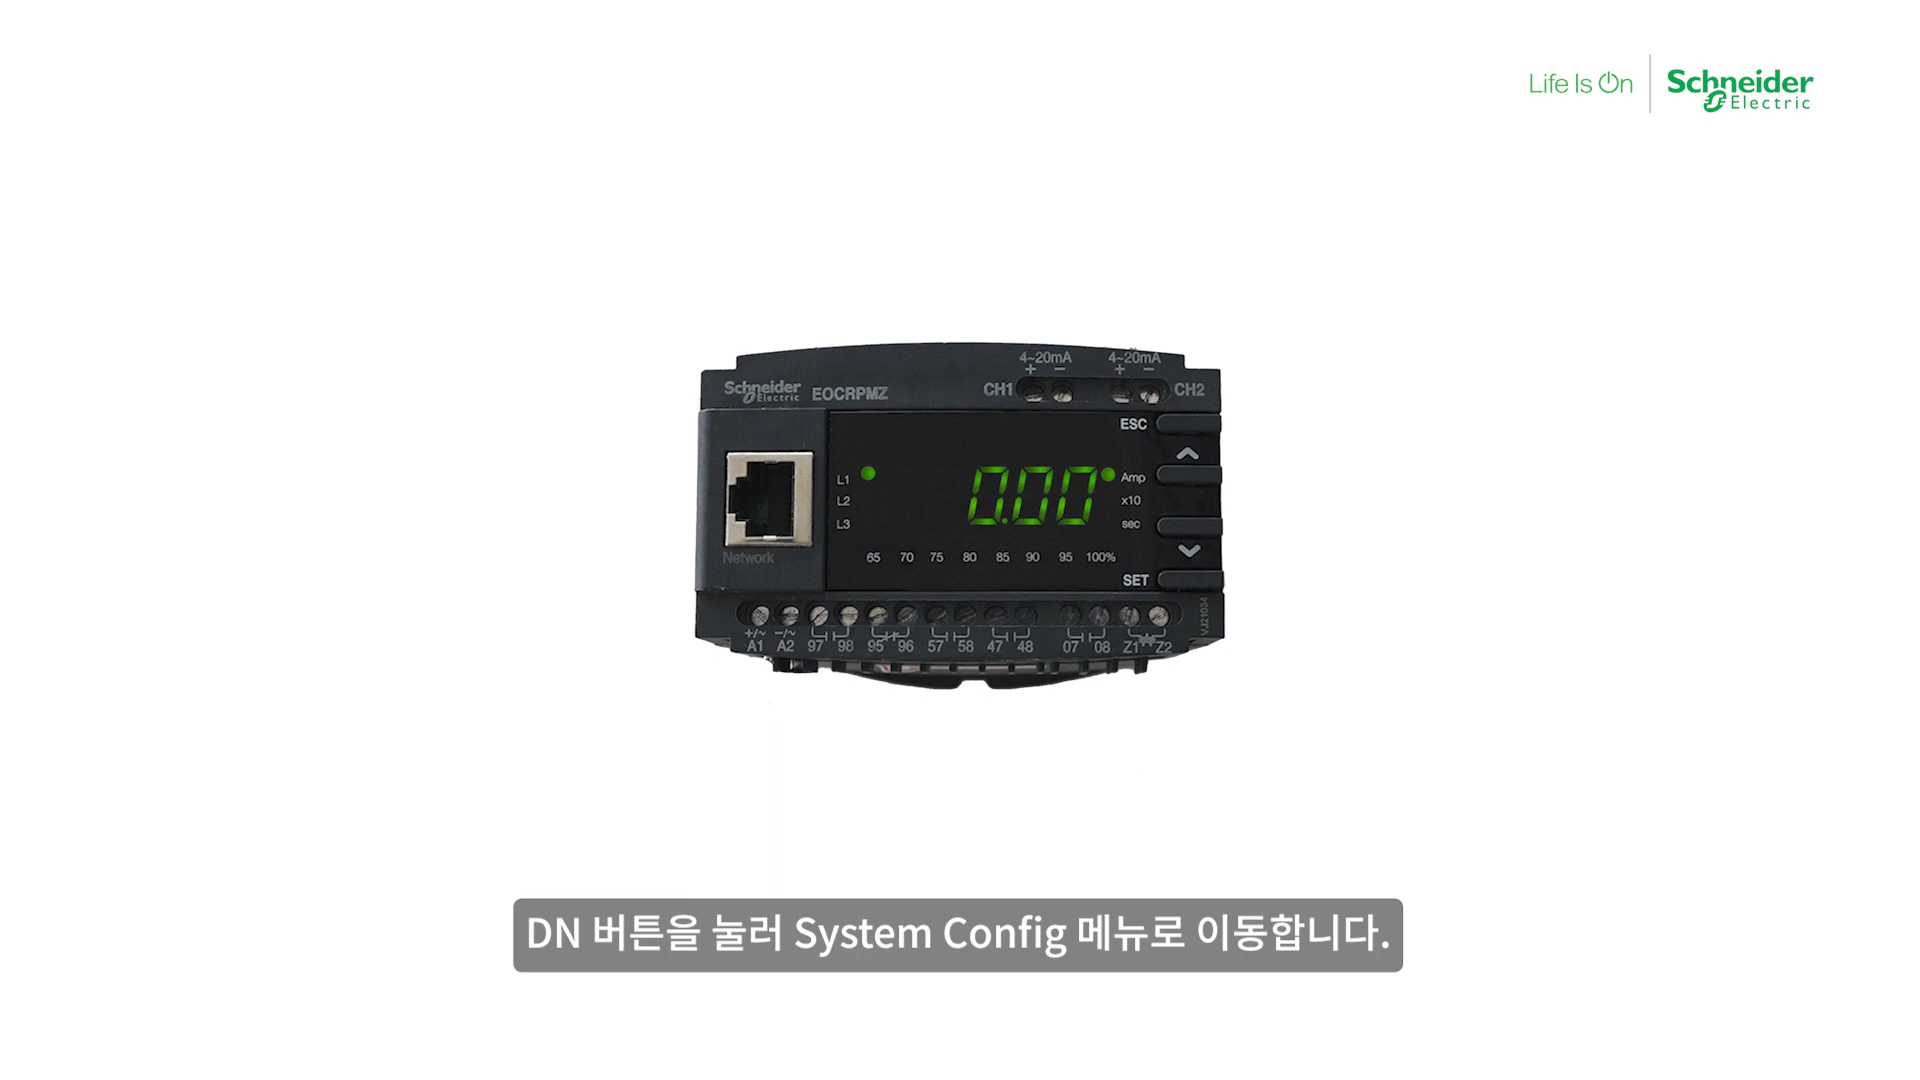 Life Is On
Schneider
Electric
4~20mA 4~20mA
+ − + −
Schneider
Electric
EOCRPMZ
CH1
CH2
ESC
L1
0.00
Amp
L2
x10
L3
sec
Network
65 70 75 80 85 90 95 100%
SET
VJ21034
+/~ −/~
A1 A2 97 98 95 96 57 58 47 48 07 08 Z1 Z2
DN 버튼을 눌러 System Config 메뉴로 이동합니다.